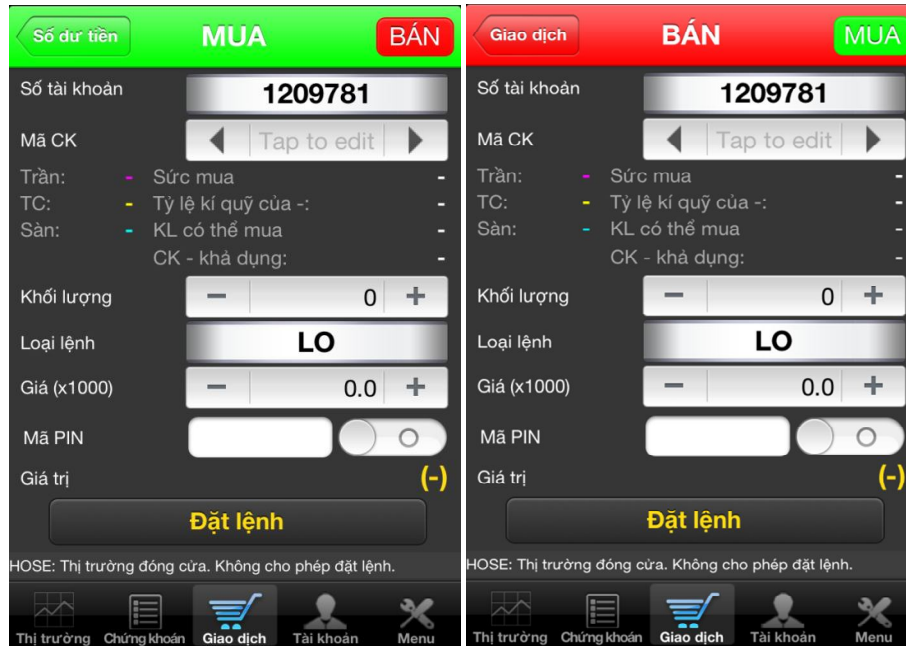 Số dư tiền MUA BÁN
Số tài khoản 1209781
Mã CK Tap to edit
Trần: - Sức mua -
TC: - Tỷ lệ kí quỹ của -: -
Sàn: - KL có thể mua -
CK - khả dụng: -
Khối lượng − 0 +
Loại lệnh LO
Giá (x1000) − 0.0 +
Mã PIN
Giá trị (-)
Đặt lệnh
HOSE: Thị trường đóng cửa. Không cho phép đặt lệnh.
Thị trường Chứng khoán Giao dịch Tài khoản Menu
Giao dịch BÁN MUA
Số tài khoản 1209781
Mã CK Tap to edit
Trần: - Sức mua -
TC: - Tỷ lệ kí quỹ của -: -
Sàn: - KL có thể mua -
CK - khả dụng: -
Khối lượng − 0 +
Loại lệnh LO
Giá (x1000) − 0.0 +
Mã PIN
Giá trị (-)
Đặt lệnh
HOSE: Thị trường đóng cửa. Không cho phép đặt lệnh.
Thị trường Chứng khoán Giao dịch Tài khoản Menu